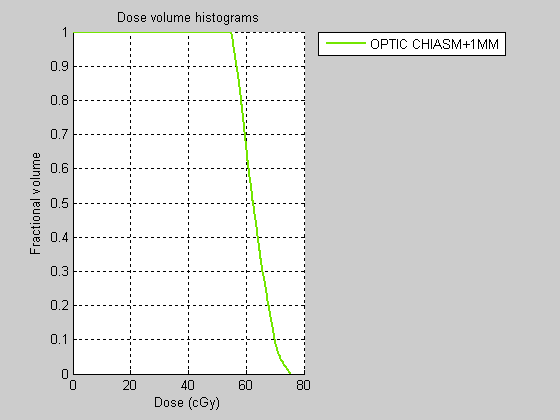 Dose volume histograms
OPTIC CHIASM+1MM
1
0.9
0.8
0.7
0.6
0.5
0.4
0.3
0.2
0.1
0
Fractional volume
0 20 40 60 80
Dose (cGy)